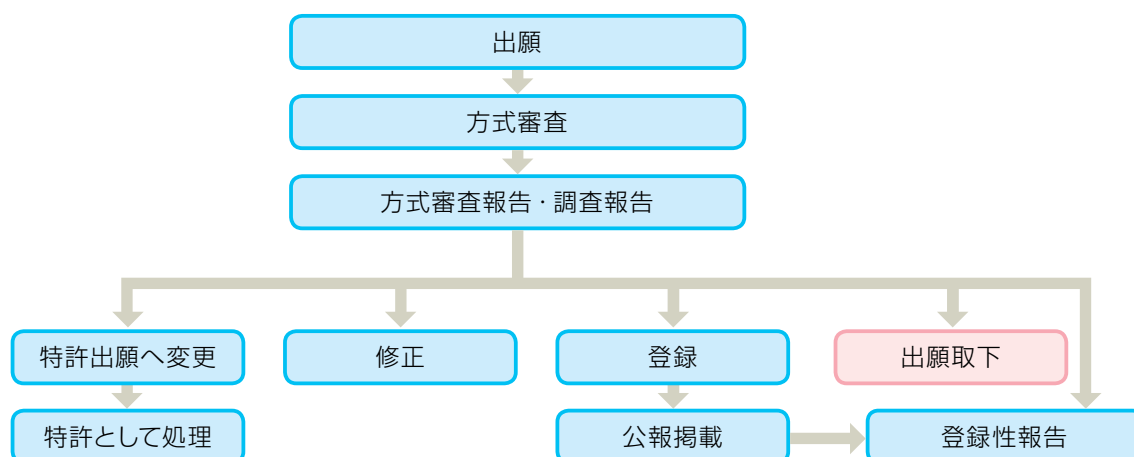 出願
方式審査
方式審査報告・調査報告
特許出願へ変更
修正
登録
出願取下
特許として処理
公報掲載
登録性報告